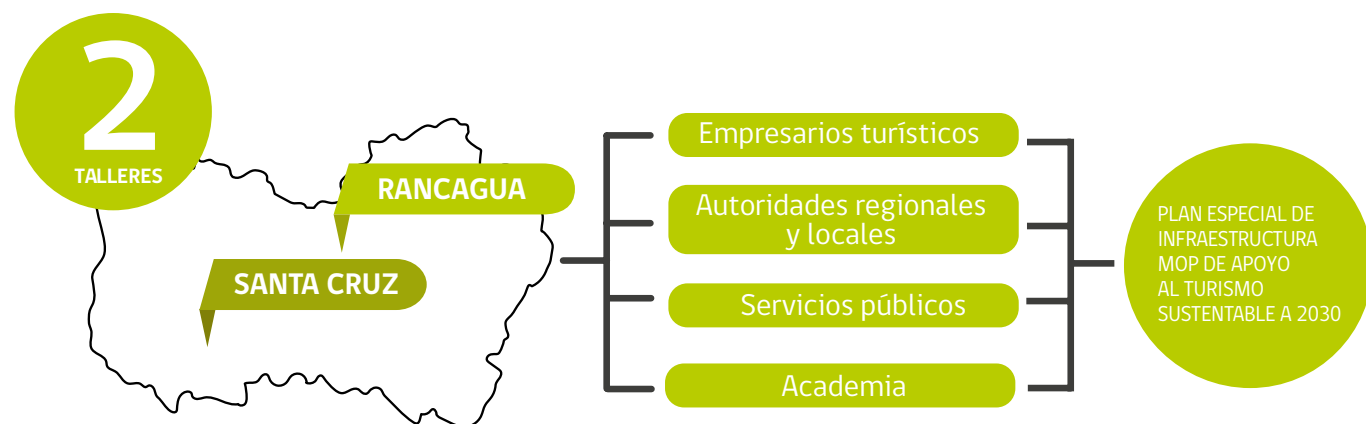 2
TALLERES
RANCAGUA
SANTA CRUZ
Empresarios turísticos
Autoridades regionales
y locales
Servicios públicos
Academia
PLAN ESPECIAL DE
INFRAESTRUCTURA
MOP DE APOYO
AL TURISMO
SUSTENTABLE A 2030